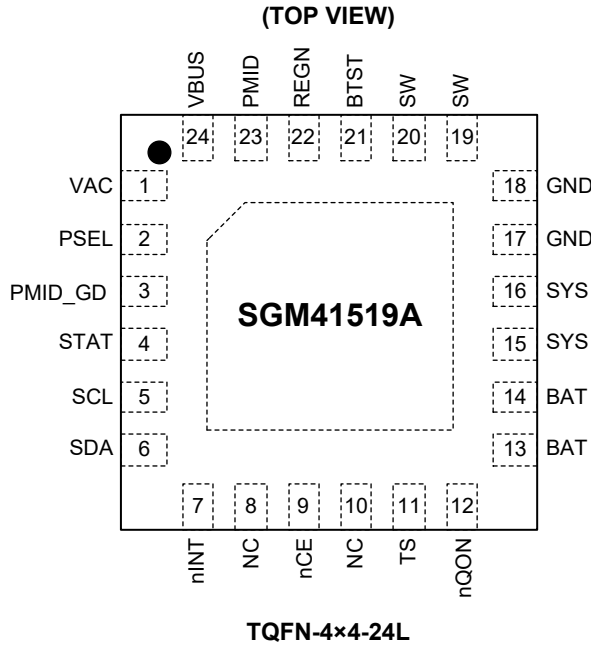 (TOP VIEW)
VBUS
PMID
REGN
BTST
SW
SW
24 23 22 21 20 19
VAC 1 18 GND
PSEL 2 17 GND
PMID_GD 3 16 SYS
SGM41519A
STAT 4 15 SYS
SCL 5 14 BAT
SDA 6 13 BAT
7 8 9 10 11 12
nINT
NC
nCE
NC
TS
nQON
TQFN-4×4-24L